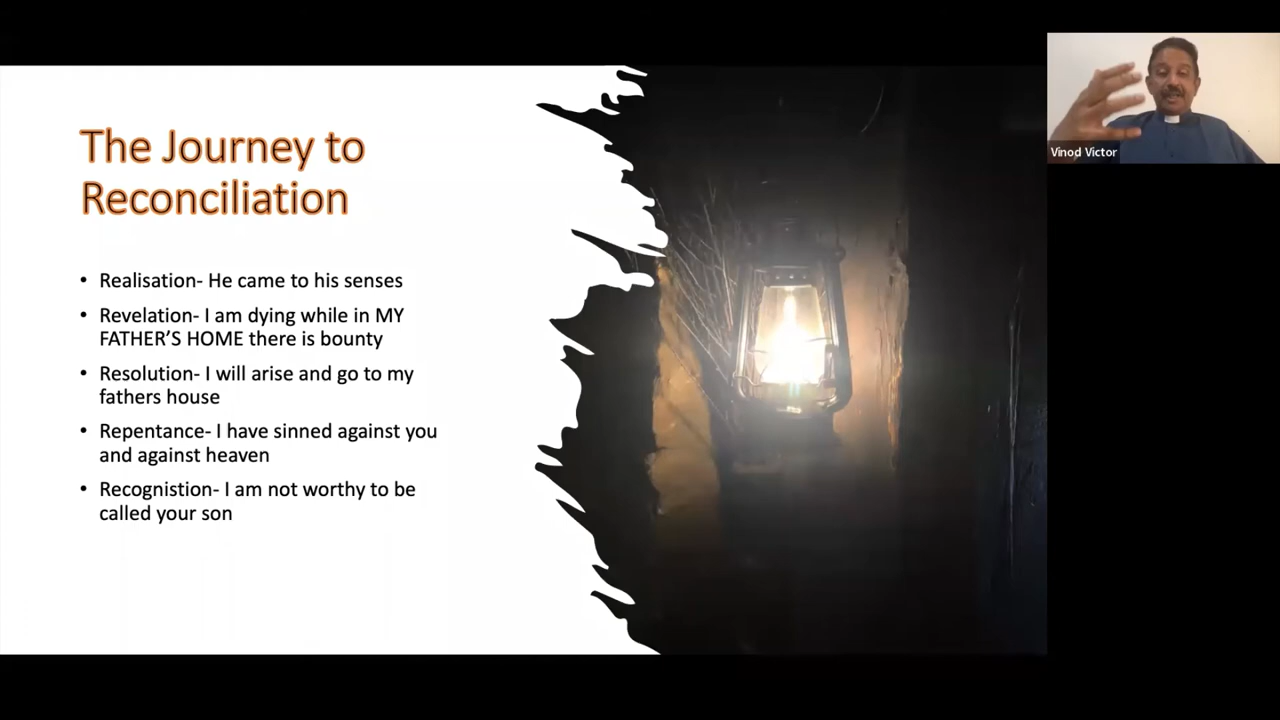 The Journey to
Reconciliation
• Realisation- He came to his senses
• Revelation- I am dying while in MY
FATHER'S HOME there is bounty
• Resolution- I will arise and go to my
fathers house
• Repentance- I have sinned against you
and against heaven
• Recognistion- I am not worthy to be
called your son
Vinod Victor